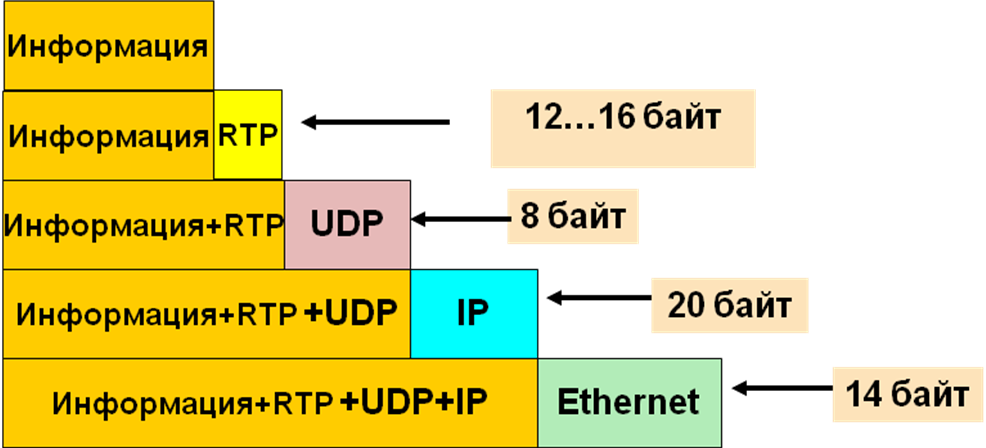 Информация
Информация RTP 12...16 байт
Информация+RTP UDP 8 байт
Информация+RTP +UDP IP 20 байт
Информация+RTP +UDP+IP Ethernet 14 байт